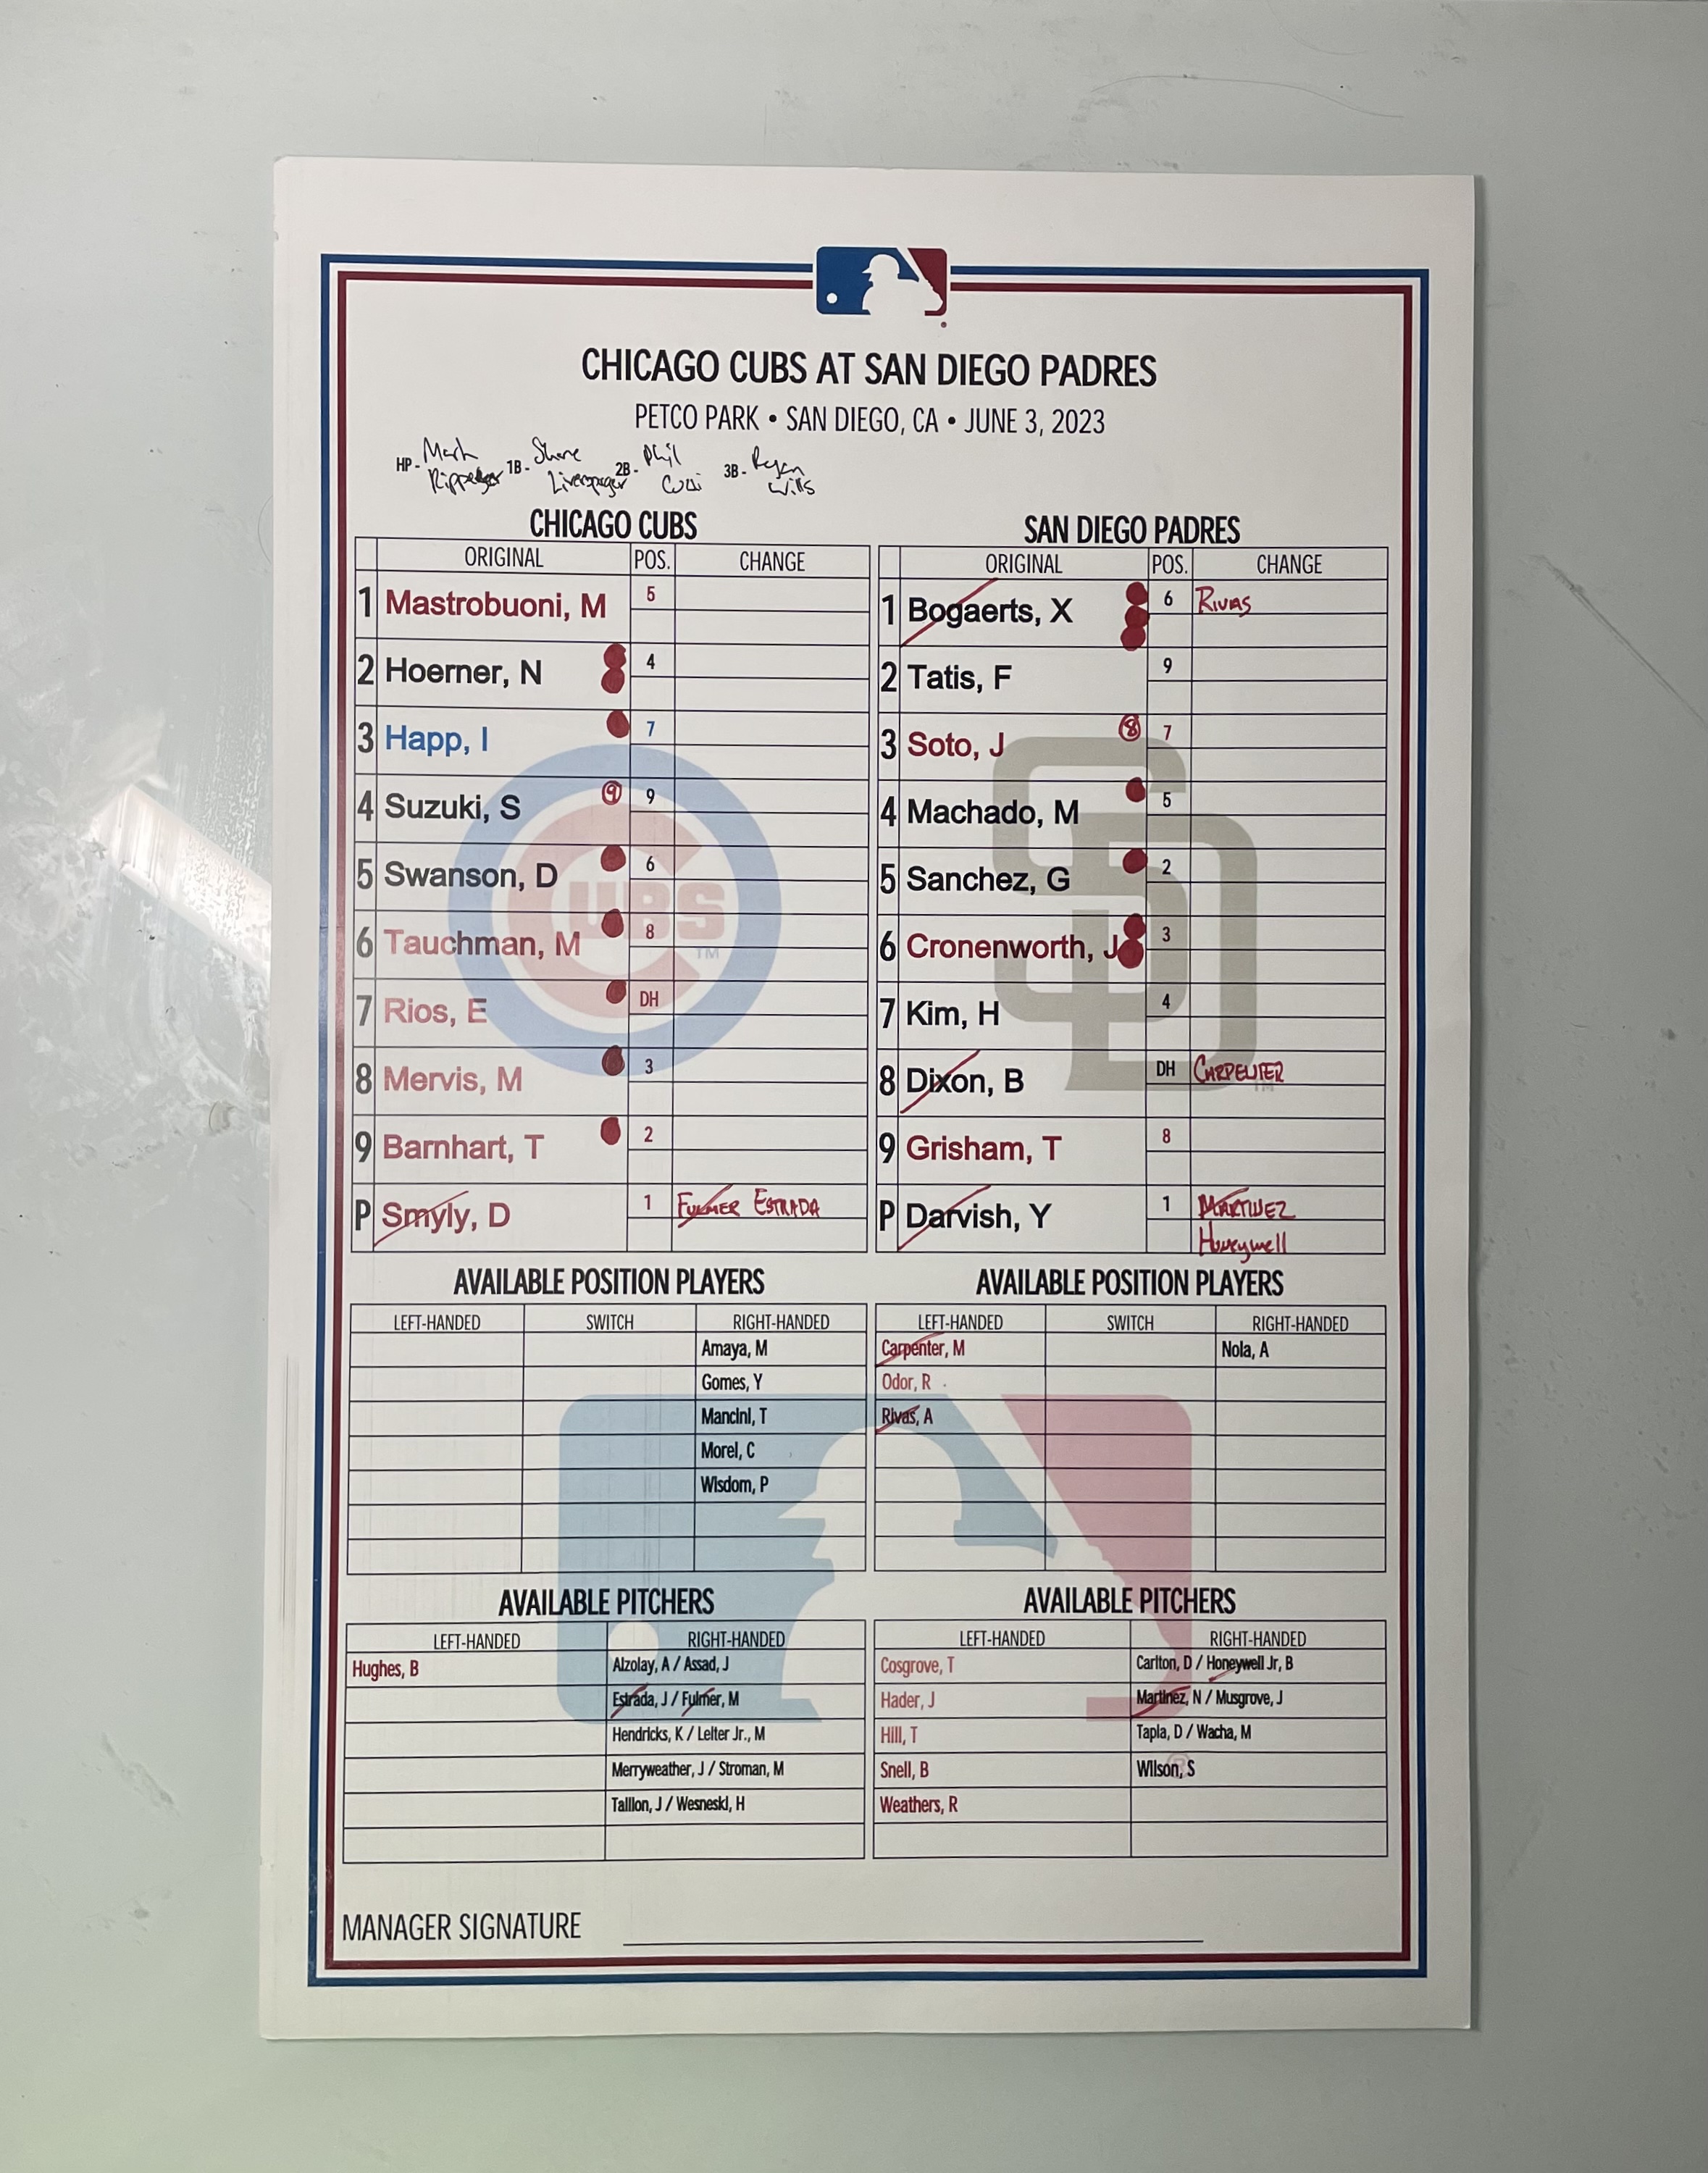 CHICAGO CUBS AT SAN DIEGO PADRES
PETCO PARK • SAN DIEGO, CA • JUNE 3, 2023
HP- Mark Ripperger 1B- Shane Livensparger 2B- Phil Cuzzi 3B- Ryan Wills
CHICAGO CUBS
ORIGINAL POS. CHANGE
1 Mastrobuoni, M 5
2 Hoerner, N 4
3 Happ, I 7
4 Suzuki, S 9 9
5 Swanson, D 6
6 Tauchman, M 8
7 Rios, E DH
8 Mervis, M 3
9 Barnhart, T 2
P Smyly, D 1 FULMER ESTRADA
CUBS TM
SAN DIEGO PADRES
ORIGINAL POS. CHANGE
1 Bogaerts, X 6 RIVAS
2 Tatis, F 9
3 Soto, J 8 7
4 Machado, M 5
5 Sanchez, G 2
6 Cronenworth, J 3
7 Kim, H 4
8 Dixon, B DH CARPENTER
9 Grisham, T 8
P Darvish, Y 1 MARTINEZ
Honeywell
SD TM
AVAILABLE POSITION PLAYERS
LEFT-HANDED SWITCH RIGHT-HANDED
Amaya, M
Gomes, Y
Mancini, T
Morel, C
Wisdom, P
AVAILABLE POSITION PLAYERS
LEFT-HANDED SWITCH RIGHT-HANDED
Carpenter, M Nola, A
Odor, R
Rivas, A
AVAILABLE PITCHERS
LEFT-HANDED RIGHT-HANDED
Hughes, B Alzolay, A / Assad, J
Estrada, J / Fulmer, M
Hendricks, K / Leiter Jr., M
Merryweather, J / Stroman, M
Taillon, J / Wesneski, H
AVAILABLE PITCHERS
LEFT-HANDED RIGHT-HANDED
Cosgrove, T Carlton, D / Honeywell Jr, B
Hader, J Martinez, N / Musgrove, J
Hill, T Tapia, D / Wacha, M
Snell, B Wilson, S
Weathers, R
MANAGER SIGNATURE